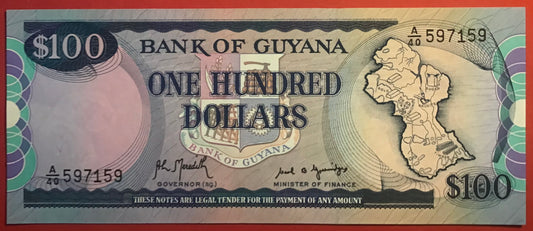 $100
BANK OF GUYANA
A/40 597159
ONE HUNDRED
DOLLARS
BANK OF GUYANA
A/40 597159
GOVERNOR (ag)
MINISTER OF FINANCE
$100
THESE NOTES ARE LEGAL TENDER FOR THE PAYMENT OF ANY AMOUNT